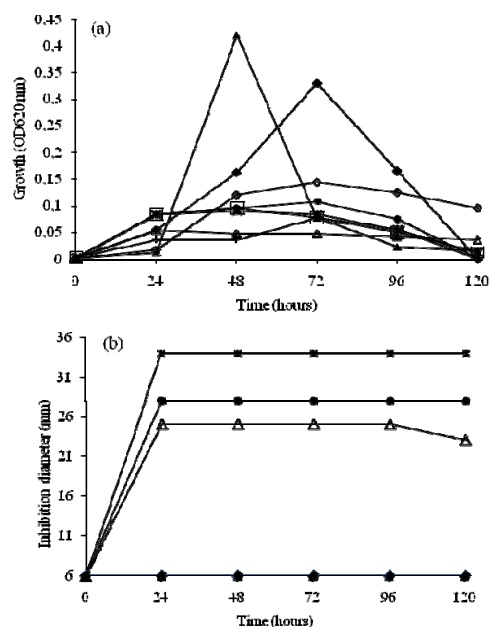 (a)
0,45
0,4
0,35
0,3
0,25
0,2
0,15
0,1
0,05
0
Growth (OD620nm)
0 24 48 72 96 120
Time (hours)
(b)
36
31
26
21
16
11
6
Inhibition diameter (mm)
0 24 48 72 96 120
Time (hours)